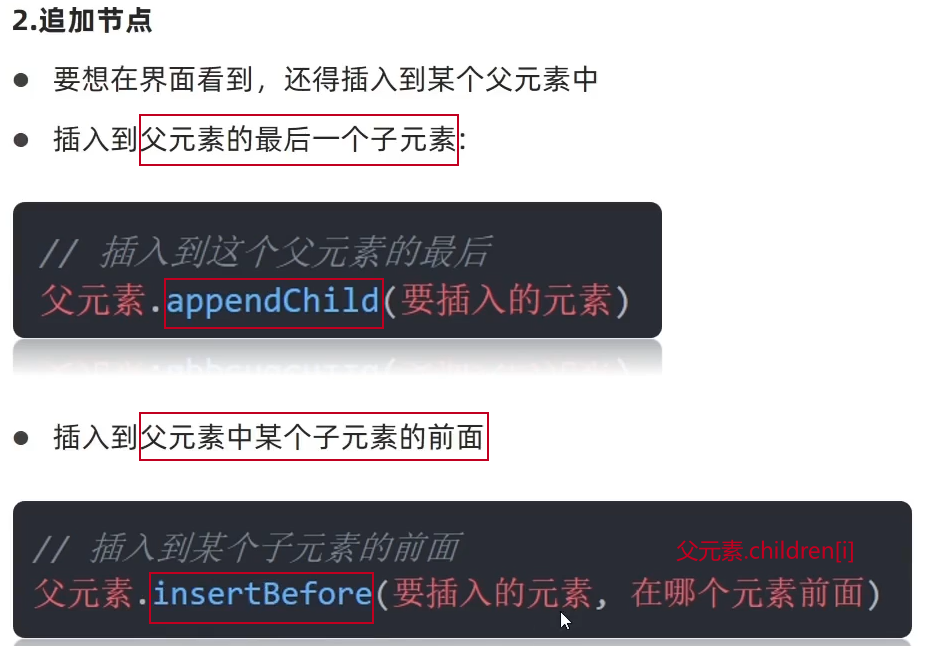 2.追加节点
● 要想在界面看到，还得插入到某个父元素中
● 插入到父元素的最后一个子元素:
// 插入到这个父元素的最后
父元素.appendChild(要插入的元素)
● 插入到父元素中某个子元素的前面
// 插入到某个子元素的前面
父元素.children[i]
父元素.insertBefore(要插入的元素, 在哪个元素前面)